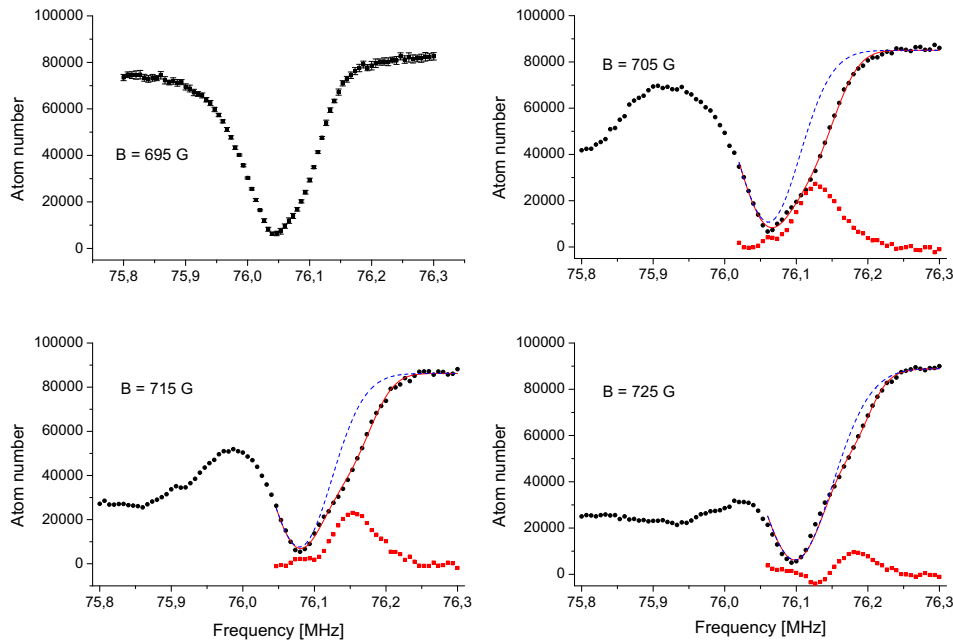 100000
80000
60000
40000
20000
0
Atom number
B = 695 G
75,8 75,9 76,0 76,1 76,2 76,3
100000
80000
60000
40000
20000
0
Atom number
B = 705 G
75,8 75,9 76,0 76,1 76,2 76,3
100000
80000
60000
40000
20000
0
Atom number
B = 715 G
75,8 75,9 76,0 76,1 76,2 76,3
Frequency [MHz]
100000
80000
60000
40000
20000
0
Atom number
B = 725 G
75,8 75,9 76,0 76,1 76,2 76,3
Frequency [MHz]